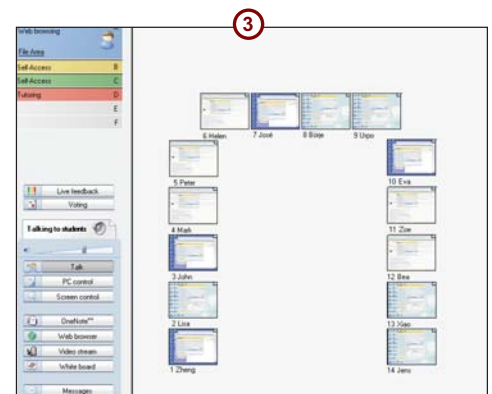 3
Web browsing
File Area
Self-Access B
Self-Access C
Tutoring D
E
F
6 Helen 7 José 8 Börje 9 Urpo
5 Peter
10 Eva
4 Mark
11 Zoe
3 John
12 Bea
2 Lisa
13 Xiao
1 Zheng
14 Jens
Live feedback
Voting
Talking to students
Talk
PC control
Screen control
OneNote™
Web browser
Video stream
White board
Messages